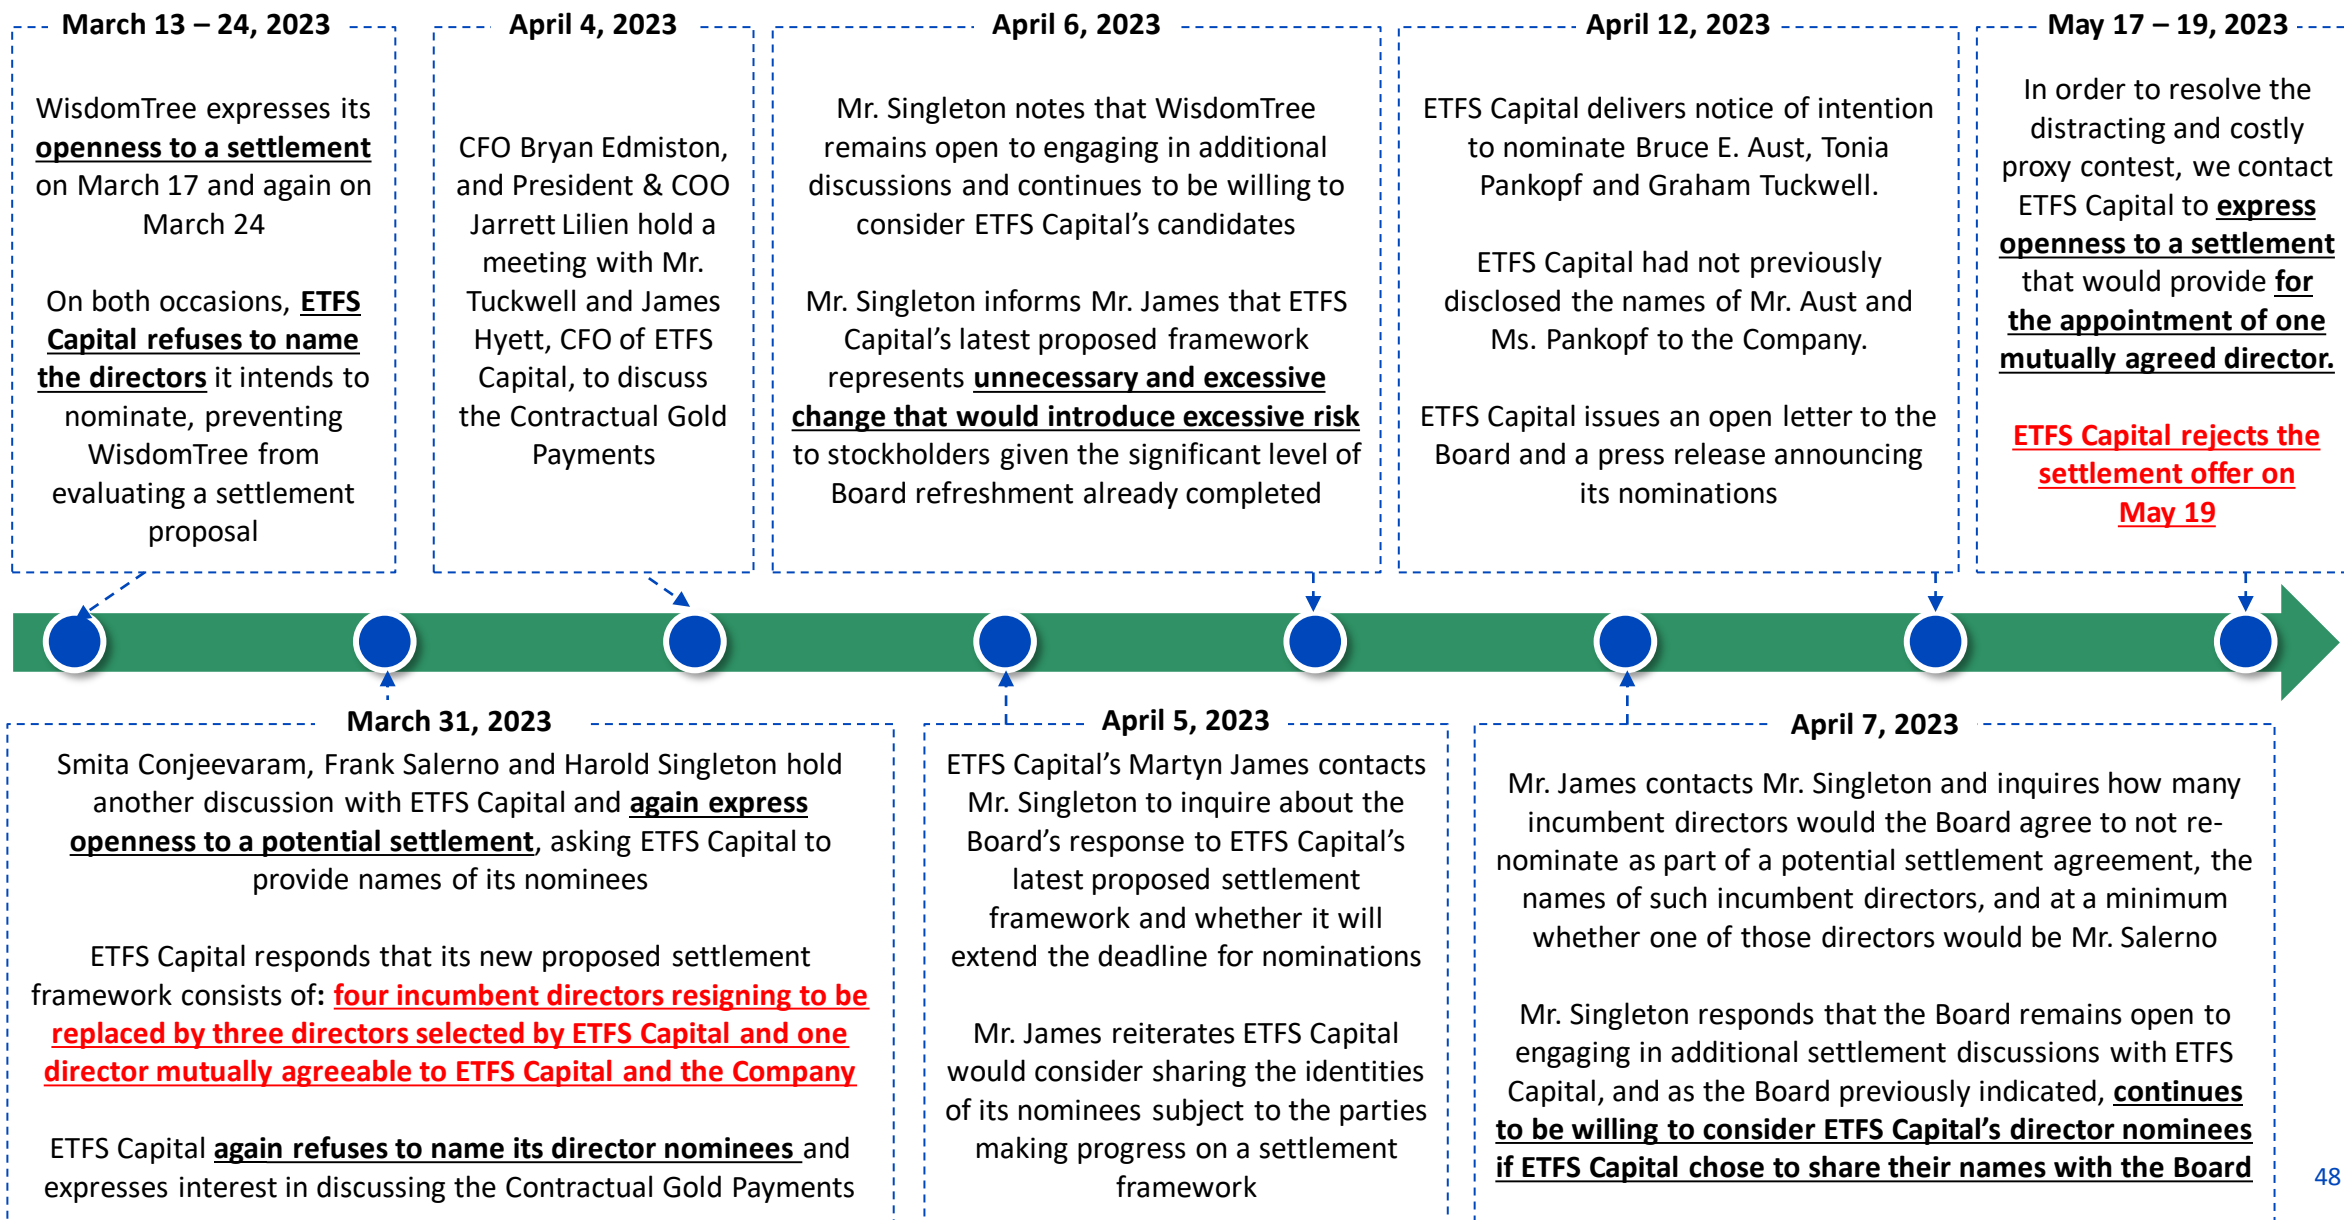 March 13 – 24, 2023
WisdomTree expresses its
openness to a settlement
on March 17 and again on
March 24
On both occasions, ETFS
Capital refuses to name
the directors it intends to
nominate, preventing
WisdomTree from
evaluating a settlement
proposal
April 4, 2023
CFO Bryan Edmiston,
and President & COO
Jarrett Lilien hold a
meeting with Mr.
Tuckwell and James
Hyett, CFO of ETFS
Capital, to discuss
the Contractual Gold
Payments
April 6, 2023
Mr. Singleton notes that WisdomTree
remains open to engaging in additional
discussions and continues to be willing to
consider ETFS Capital’s candidates
Mr. Singleton informs Mr. James that ETFS
Capital’s latest proposed framework
represents unnecessary and excessive
change that would introduce excessive risk
to stockholders given the significant level of
Board refreshment already completed
April 12, 2023
ETFS Capital delivers notice of intention
to nominate Bruce E. Aust, Tonia
Pankopf and Graham Tuckwell.
ETFS Capital had not previously
disclosed the names of Mr. Aust and
Ms. Pankopf to the Company.
ETFS Capital issues an open letter to the
Board and a press release announcing
its nominations
May 17 – 19, 2023
In order to resolve the
distracting and costly
proxy contest, we contact
ETFS Capital to express
openness to a settlement
that would provide for
the appointment of one
mutually agreed director.
ETFS Capital rejects the
settlement offer on
May 19
March 31, 2023
Smita Conjeevaram, Frank Salerno and Harold Singleton hold
another discussion with ETFS Capital and again express
openness to a potential settlement, asking ETFS Capital to
provide names of its nominees
ETFS Capital responds that its new proposed settlement
framework consists of: four incumbent directors resigning to be
replaced by three directors selected by ETFS Capital and one
director mutually agreeable to ETFS Capital and the Company
ETFS Capital again refuses to name its director nominees and
expresses interest in discussing the Contractual Gold Payments
April 5, 2023
ETFS Capital’s Martyn James contacts
Mr. Singleton to inquire about the
Board’s response to ETFS Capital’s
latest proposed settlement
framework and whether it will
extend the deadline for nominations
Mr. James reiterates ETFS Capital
would consider sharing the identities
of its nominees subject to the parties
making progress on a settlement
framework
April 7, 2023
Mr. James contacts Mr. Singleton and inquires how many
incumbent directors would the Board agree to not re-
nominate as part of a potential settlement agreement, the
names of such incumbent directors, and at a minimum
whether one of those directors would be Mr. Salerno
Mr. Singleton responds that the Board remains open to
engaging in additional settlement discussions with ETFS
Capital, and as the Board previously indicated, continues
to be willing to consider ETFS Capital’s director nominees
if ETFS Capital chose to share their names with the Board
48